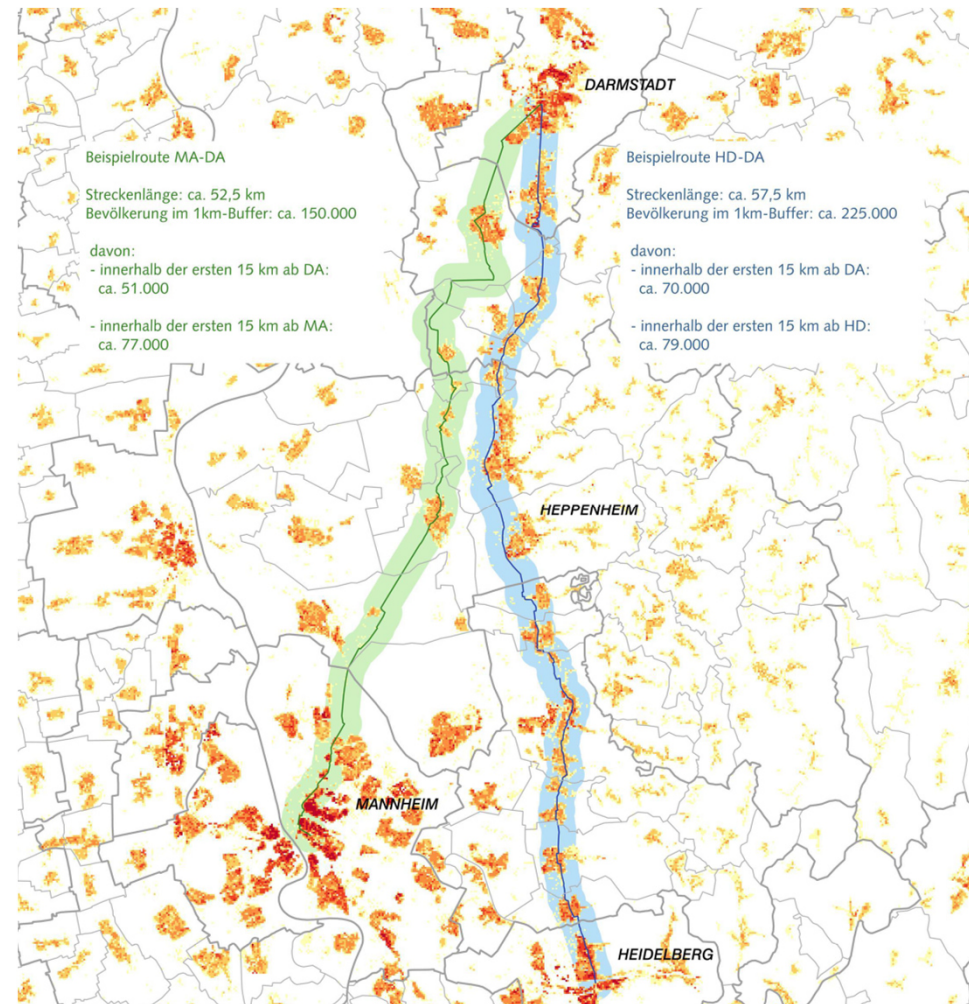 DARMSTADT
Beispielroute MA-DA
Streckenlänge: ca. 52,5 km
Bevölkerung im 1km-Buffer: ca. 150.000
davon:
- innerhalb der ersten 15 km ab DA:
ca. 51.000
- innerhalb der ersten 15 km ab MA:
ca. 77.000
Beispielroute HD-DA
Streckenlänge: ca. 57,5 km
Bevölkerung im 1km-Buffer: ca. 225.000
davon:
- innerhalb der ersten 15 km ab DA:
ca. 70.000
- innerhalb der ersten 15 km ab HD:
ca. 79.000
HEPPENHEIM
MANNHEIM
HEIDELBERG